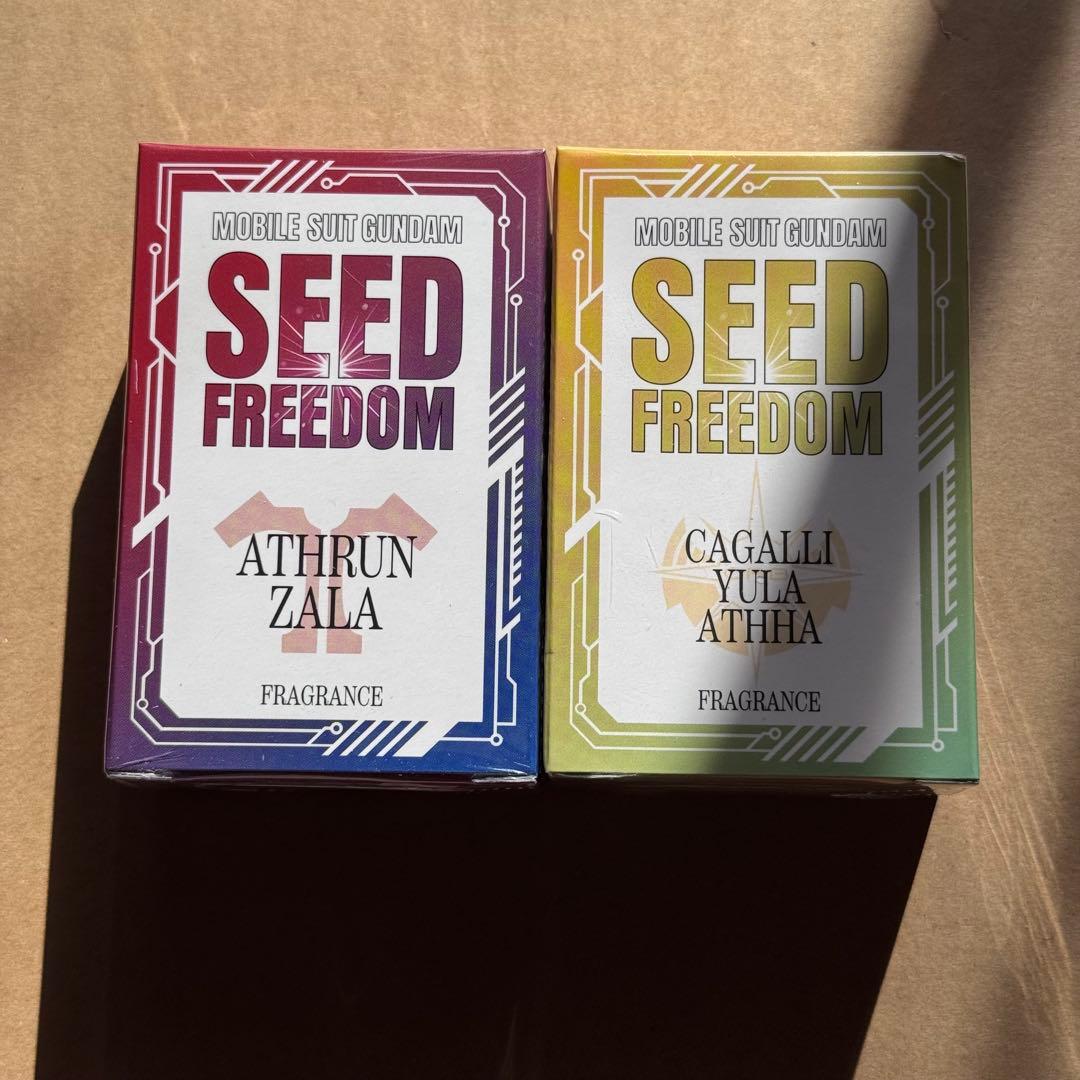 MOBILE SUIT GUNDAM
SEED
FREEDOM
ATHRUN
ZALA
FRAGRANCE
MOBILE SUIT GUNDAM
SEED
FREEDOM
CAGALLI
YULA
ATHHA
FRAGRANCE